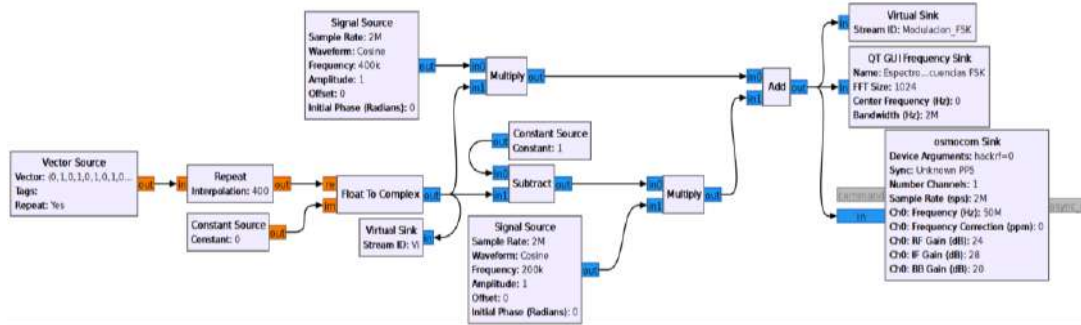 Signal Source
Sample Rate: 2M
Waveform: Cosine
Frequency: 400k
Amplitude: 1
Offset: 0
Initial Phase (Radians): 0
out
in0
in1
Multiply
out
in0
in1
Add
out
in
Virtual Sink
Stream ID: Modulacion_FSK
in
QT GUI Frequency Sink
Name: Espectro...cuencias FSK
FFT Size: 1024
Center Frequency (Hz): 0
Bandwidth (Hz): 2M
command
in
osmocom Sink
Device Arguments: hackrf=0
Sync: Unknown PPS
Number Channels: 1
Sample Rate (sps): 2M
Ch0: Frequency (Hz): 50M
Ch0: Frequency Correction (ppm): 0
Ch0: RF Gain (dB): 24
Ch0: IF Gain (dB): 28
Ch0: BB Gain (dB): 20
out
Constant Source
Constant: 1
in0
in1
Subtract
out
in0
in1
Multiply
out
Vector Source
Vector: (0,1,0,1,0,1,0,1,0...
Tags:
Repeat: Yes
out
in
Repeat
Interpolation: 400
out
Constant Source
Constant: 0
out
re
im
Float To Complex
out
Virtual Sink
Stream ID: Vi
in
Signal Source
Sample Rate: 2M
Waveform: Cosine
Frequency: 200k
Amplitude: 1
Offset: 0
Initial Phase (Radians): 0
out